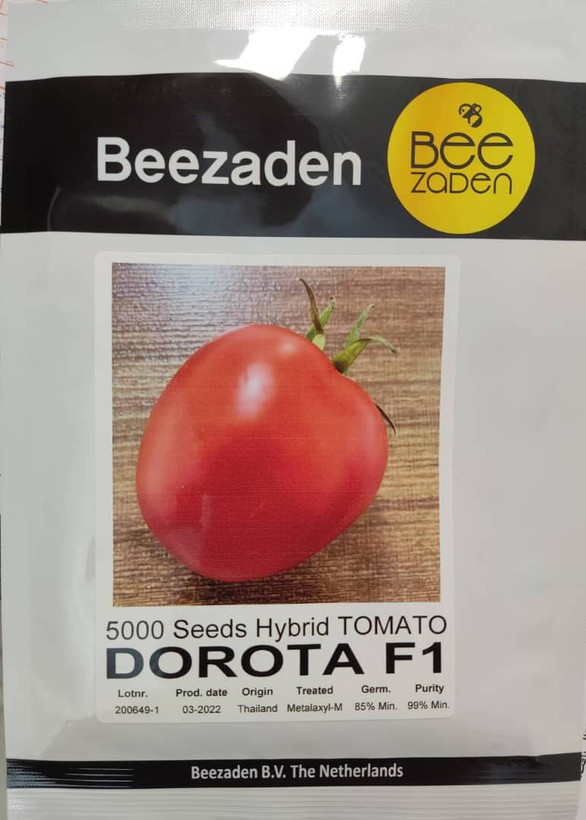 Beezaden
Bee
zaden
5000 Seeds Hybrid TOMATO
DOROTA F1
Lotnr. Prod. date Origin Treated Germ. Purity
200649-1 03-2022 Thailand Metalaxyl-M 85% Min. 99% Min.
Beezaden B.V. The Netherlands